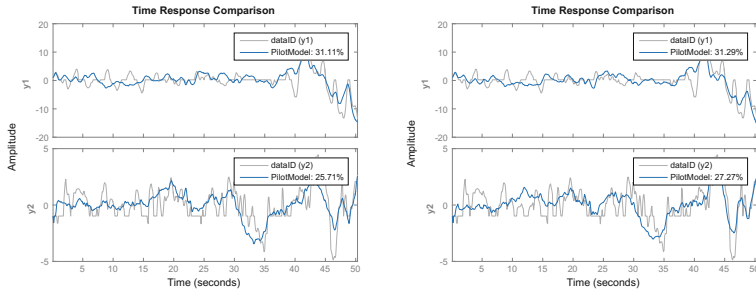 Time Response Comparison
20
10
0
-10
-20
y1
dataID (y1)
PilotModel: 31.11%
Amplitude
5
0
-5
y2
dataID (y2)
PilotModel: 25.71%
5 10 15 20 25 30 35 40 45 50
Time (seconds)
Time Response Comparison
20
10
0
-10
-20
y1
dataID (y1)
PilotModel: 31.29%
Amplitude
5
0
-5
y2
dataID (y2)
PilotModel: 27.27%
5 10 15 20 25 30 35 40 45 50
Time (seconds)